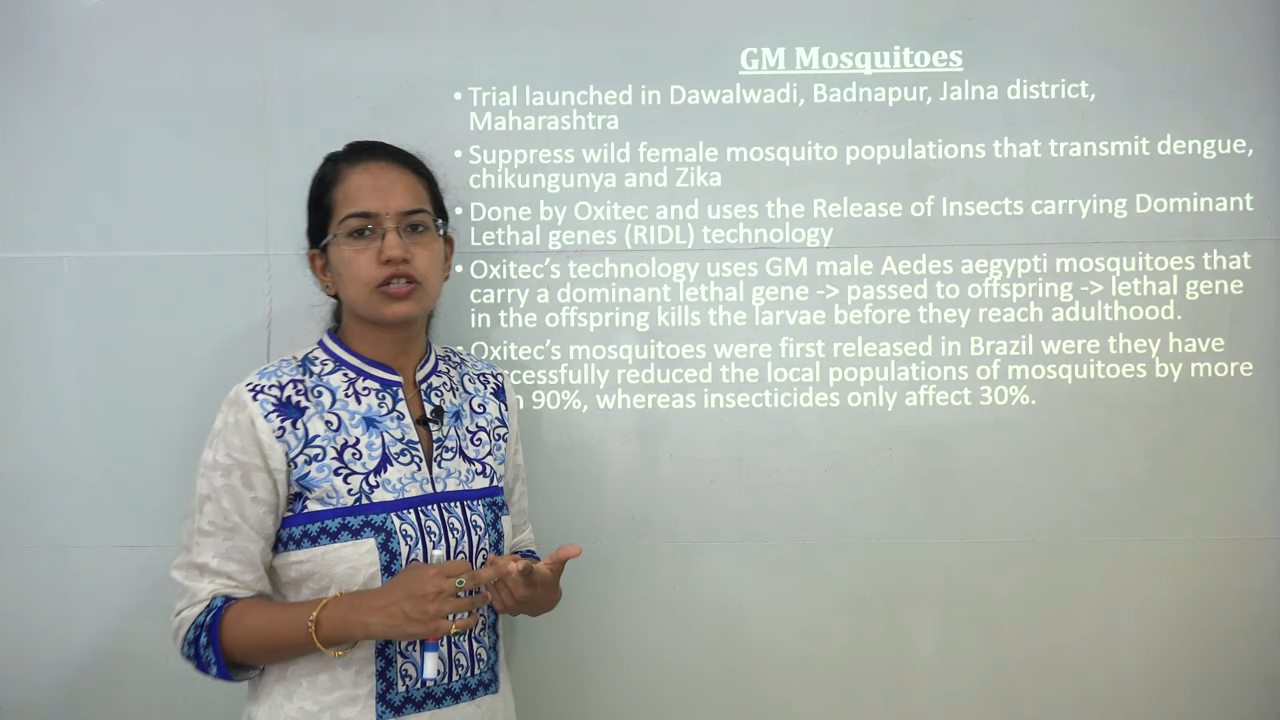 GM Mosquitoes
• Trial launched in Dawalwadi, Badnapur, Jalna district,
Maharashtra
• Suppress wild female mosquito populations that transmit dengue,
chikungunya and Zika
• Done by Oxitec and uses the Release of Insects carrying Dominant
Lethal genes (RIDL) technology
• Oxitec's technology uses GM male Aedes aegypti mosquitoes that
carry a dominant lethal gene -> passed to offspring -> lethal gene
in the offspring kills the larvae before they reach adulthood.
• Oxitec's mosquitoes were first released in Brazil were they have
reduced the local populations of mosquitoes by more
90%, whereas insecticides only affect 30%.